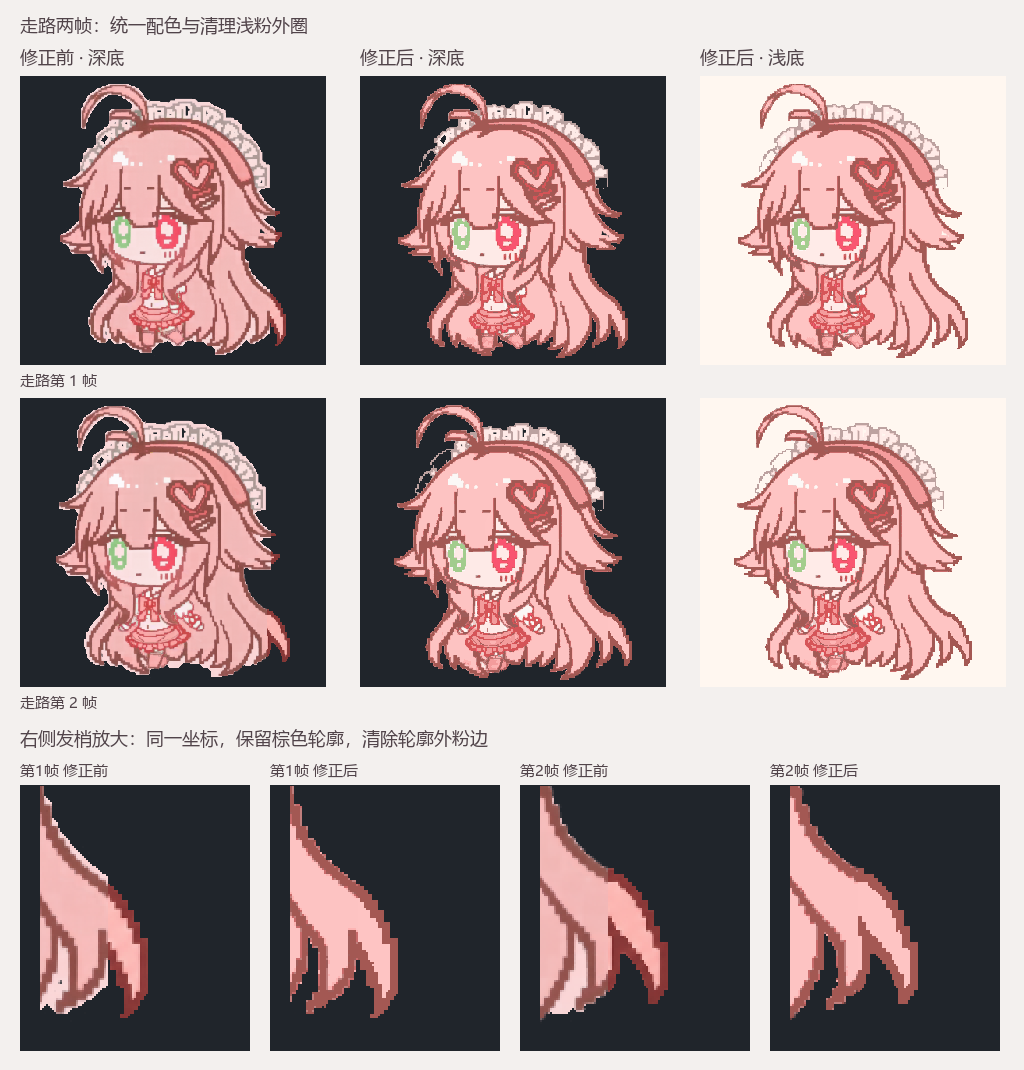 走路两帧：统一配色与清理浅粉外圈
修正前 · 深底
修正后 · 深底
修正后 · 浅底
走路第 1 帧
走路第 2 帧
右侧发梢放大：同一坐标，保留棕色轮廓，清除轮廓外粉边
第1帧 修正前
第1帧 修正后
第2帧 修正前
第2帧 修正后